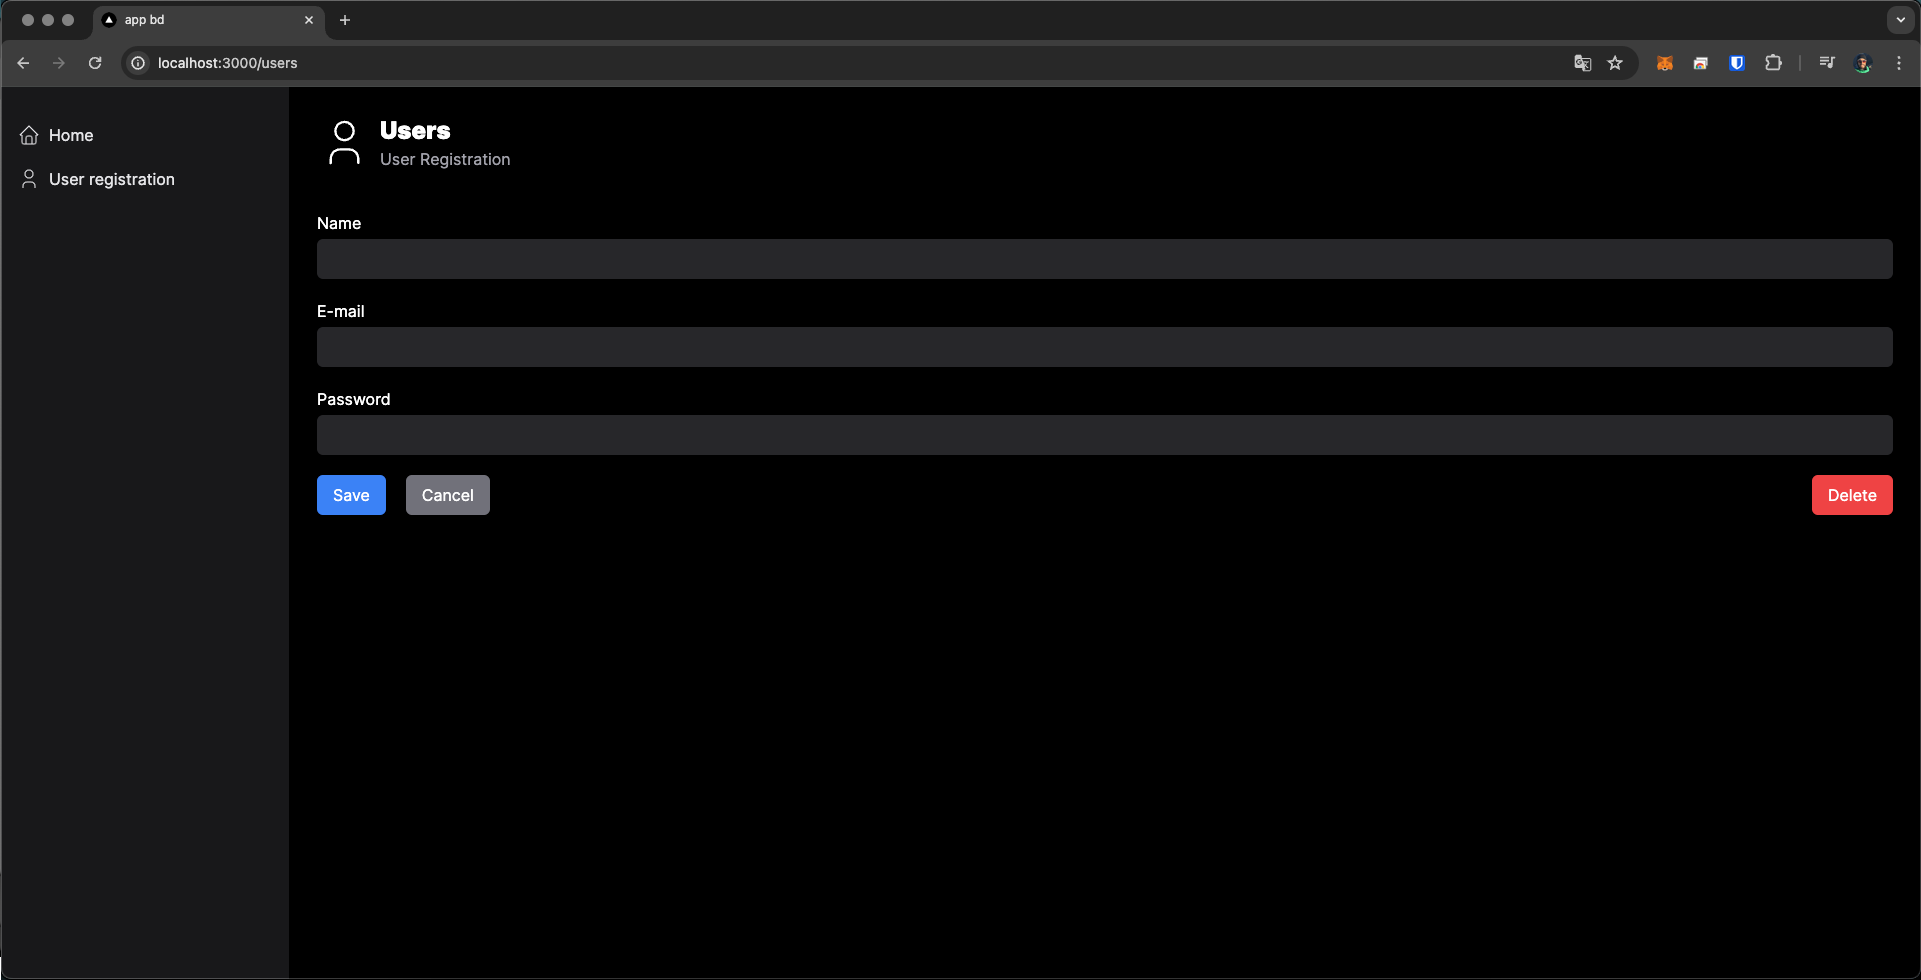 app bd
localhost:3000/users
Home
User registration
Users
User Registration
Name
E-mail
Password
Save Cancel Delete